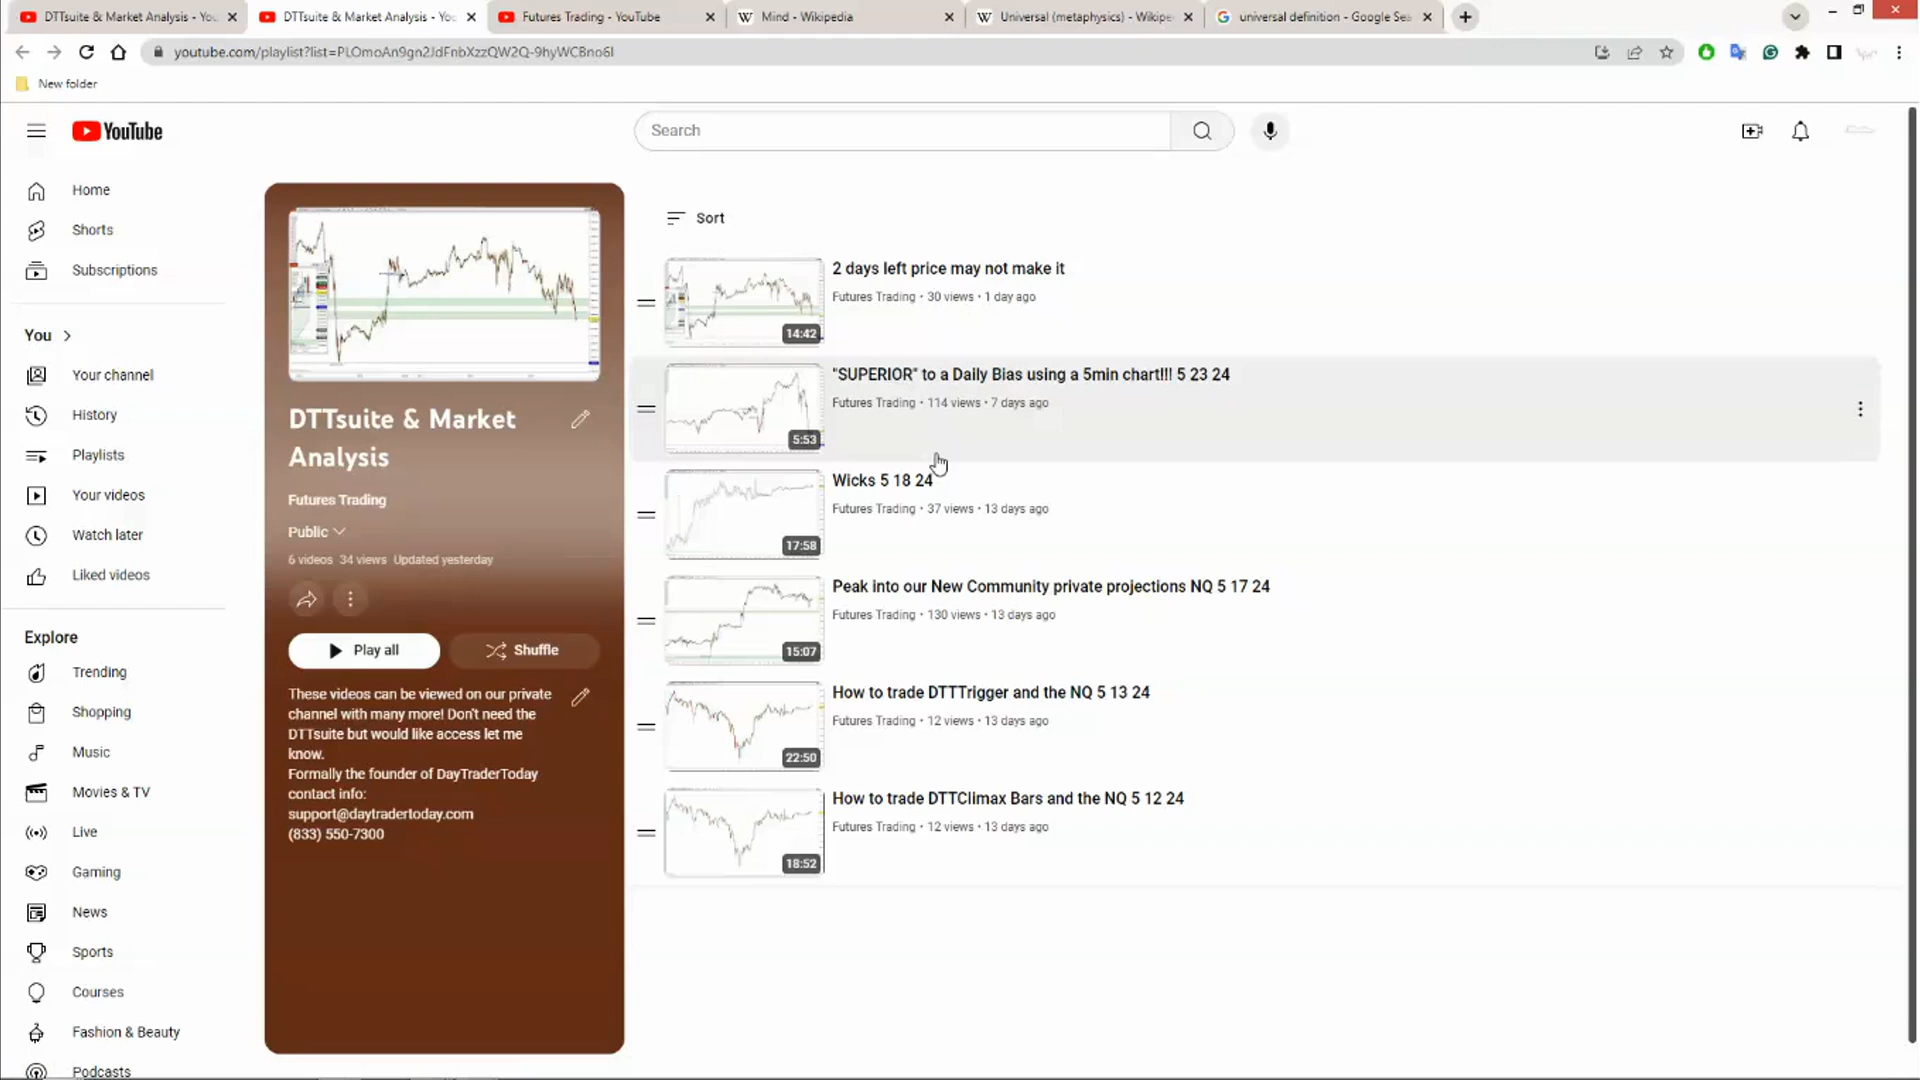 DTTsuite & Market Analysis - You
DTTsuite & Market Analysis - Yo
Futures Trading - YouTube
Mind - Wikipedia
Universal (metaphysics) - Wikipe
universal definition - Google Sea
youtube.com/playlist?list=PLOmoAn9gn2JdFnbXzzQW2Q-9hyWCBno6I
New folder
YouTube
Search
Home
Shorts
Subscriptions
You
Your channel
History
Playlists
Your videos
Watch later
Liked videos
Explore
Trending
Shopping
Music
Movies & TV
Live
Gaming
News
Sports
Courses
Fashion & Beauty
Podcasts
DTTsuite & Market
Analysis
Futures Trading
Public
6 videos 34 views Updated yesterday
Play all
Shuffle
These videos can be viewed on our private
channel with many more! Don't need the
DTTsuite but would like access let me
know.
Formally the founder of DayTraderToday
contact info:
support@daytradertoday.com
(833) 550-7300
Sort
14:42
2 days left price may not make it
Futures Trading • 30 views • 1 day ago
5:53
"SUPERIOR" to a Daily Bias using a 5min chart!!! 5 23 24
Futures Trading • 114 views • 7 days ago
17:58
Wicks 5 18 24
Futures Trading • 37 views • 13 days ago
15:07
Peak into our New Community private projections NQ 5 17 24
Futures Trading • 130 views • 13 days ago
22:50
How to trade DTTTrigger and the NQ 5 13 24
Futures Trading • 12 views • 13 days ago
18:52
How to trade DTTClimax Bars and the NQ 5 12 24
Futures Trading • 12 views • 13 days ago